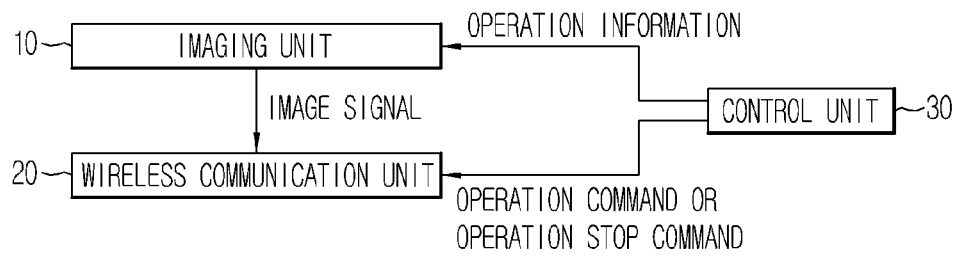 OPERATION INFORMATION
10 IMAGING UNIT
IMAGE SIGNAL
CONTROL UNIT 30
20 WIRELESS COMMUNICATION UNIT
OPERATION COMMAND OR
OPERATION STOP COMMAND